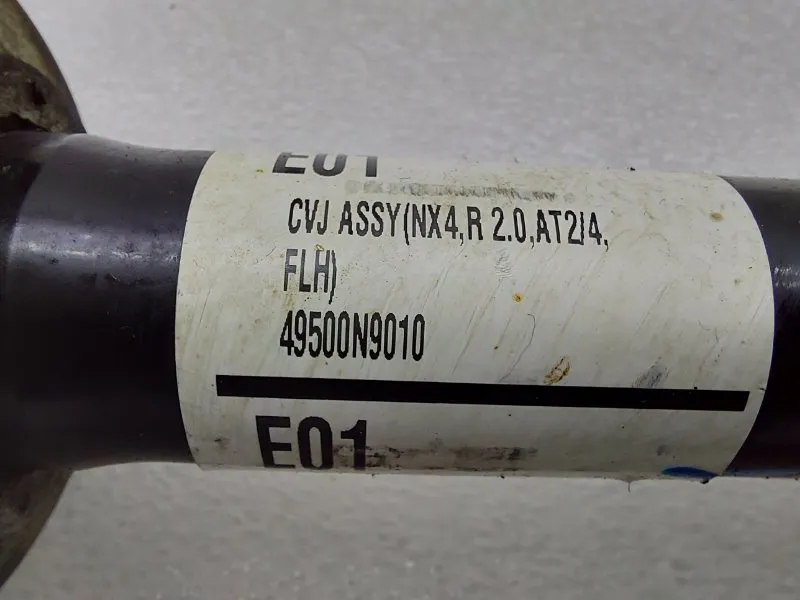 E01
CVJ ASSY(NX4,R 2.0,AT2/4,
FLH)
49500N9010
E01